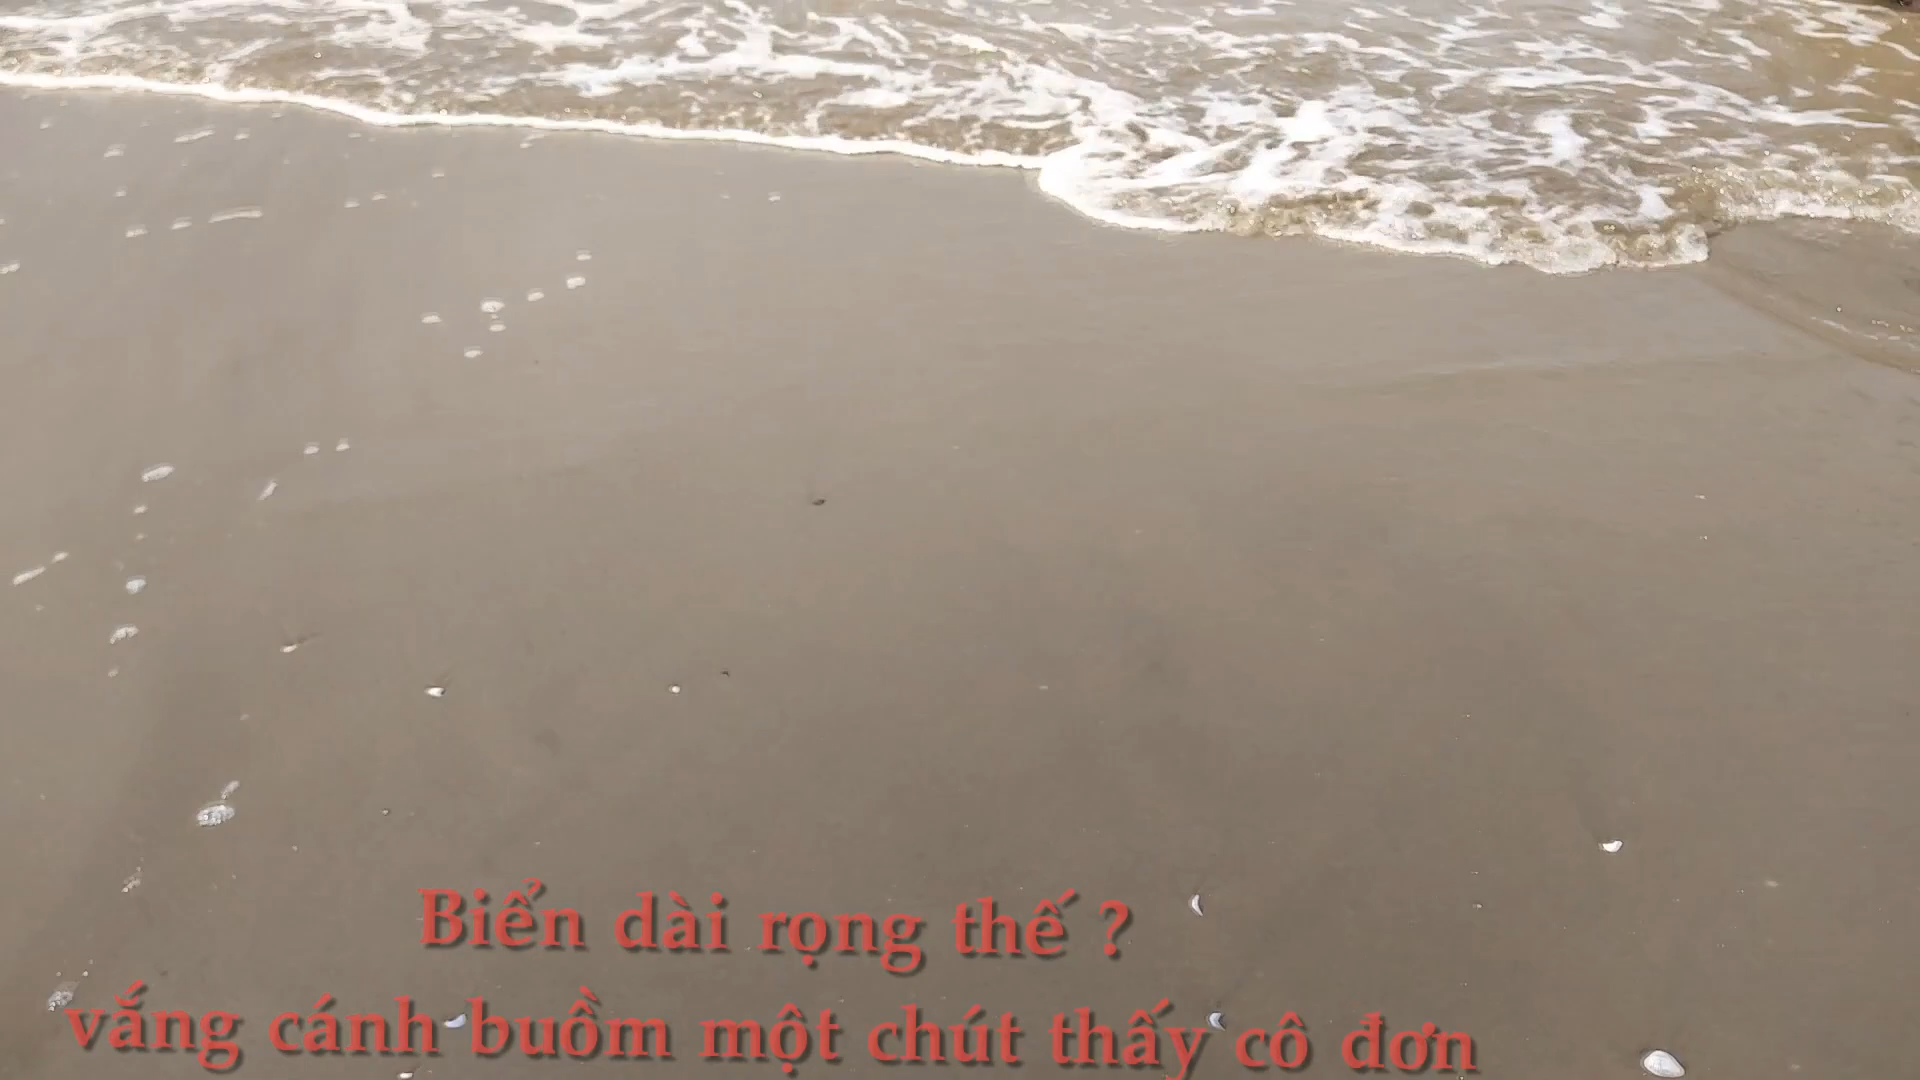 Biển dài rọng thế ?
vắng cánh buồm một chút thấy cô đơn